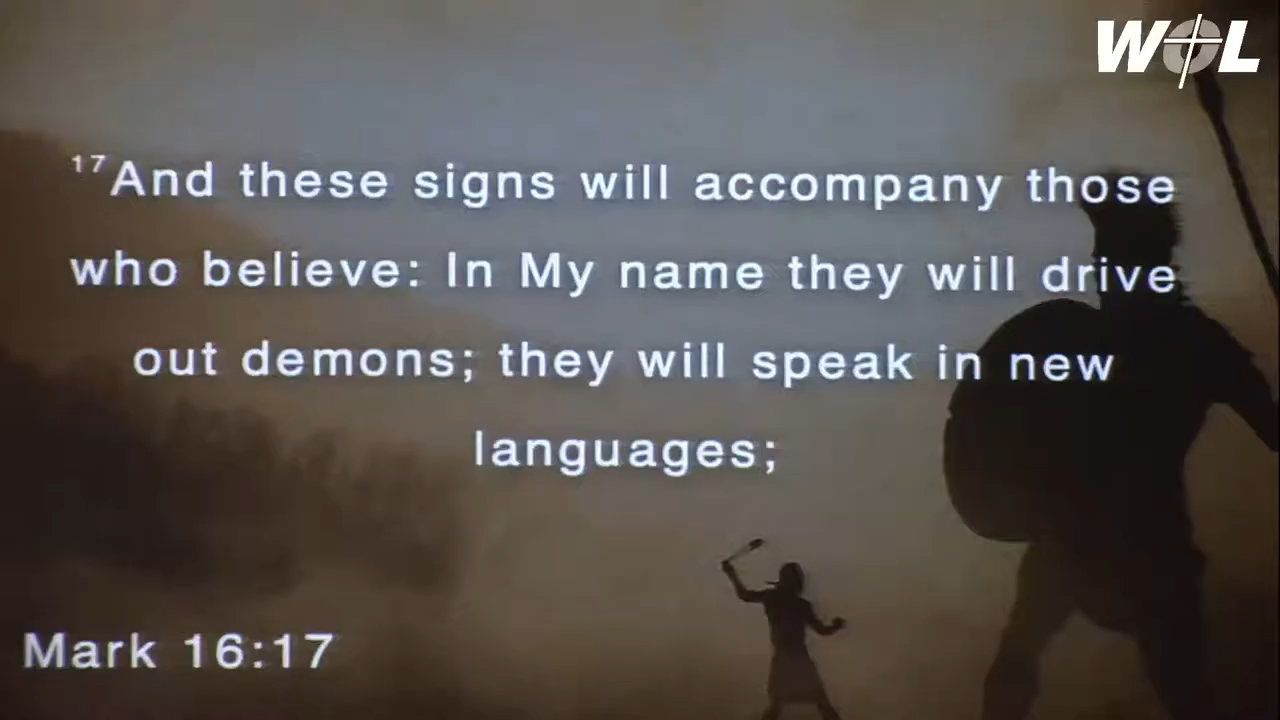 WOL
17And these signs will accompany those
who believe: In My name they will drive
out demons; they will speak in new
languages;
Mark 16:17